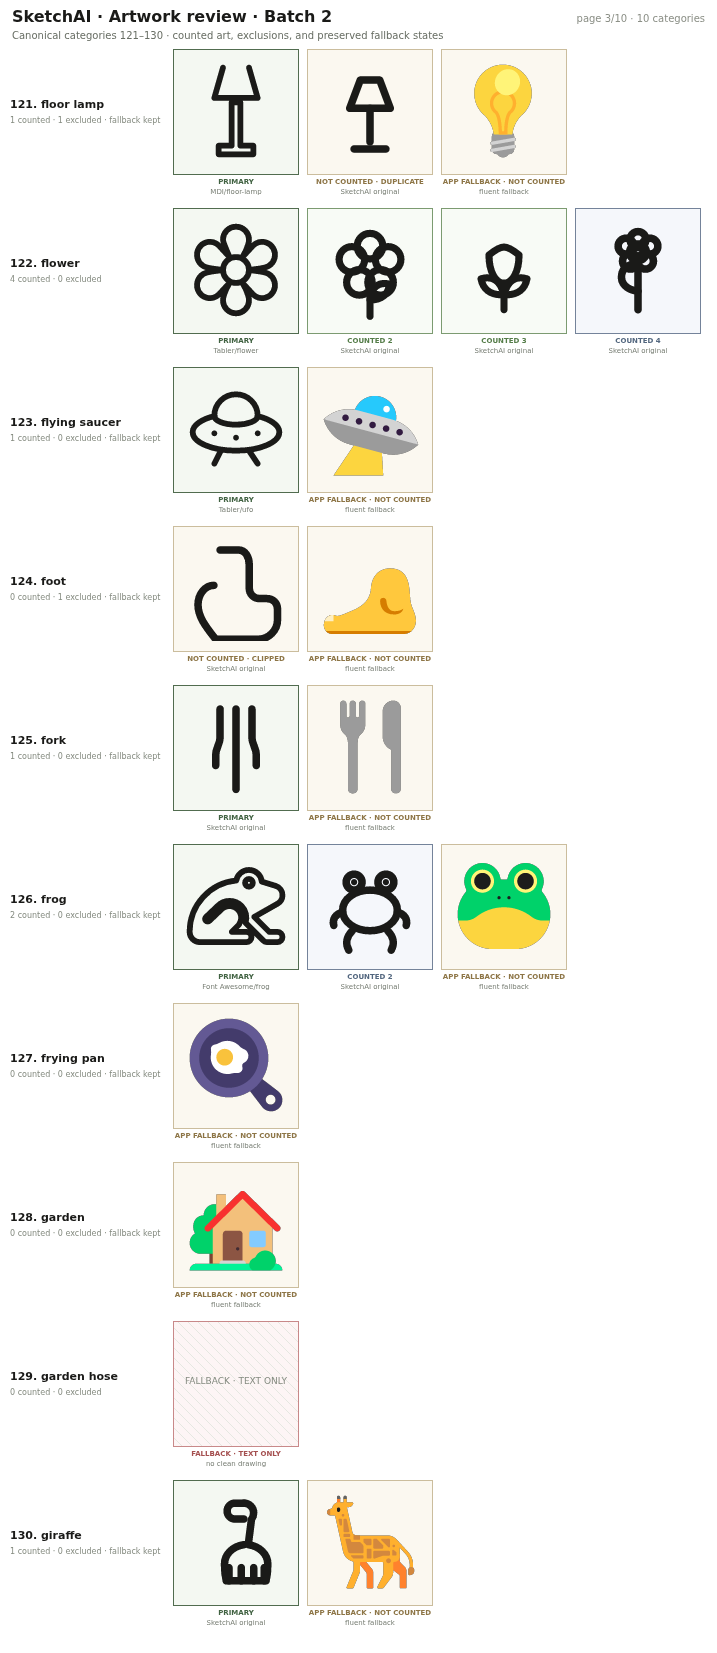 SketchAI · Artwork review · Batch 2
page 3/10 · 10 categories
Canonical categories 121–130 · counted art, exclusions, and preserved fallback states
121. floor lamp
1 counted · 1 excluded · fallback kept
PRIMARY
MDI/floor-lamp
NOT COUNTED · DUPLICATE
SketchAI original
APP FALLBACK · NOT COUNTED
fluent fallback
122. flower
4 counted · 0 excluded
PRIMARY
Tabler/flower
COUNTED 2
SketchAI original
COUNTED 3
SketchAI original
COUNTED 4
SketchAI original
123. flying saucer
1 counted · 0 excluded · fallback kept
PRIMARY
Tabler/ufo
APP FALLBACK · NOT COUNTED
fluent fallback
124. foot
0 counted · 1 excluded · fallback kept
NOT COUNTED · CLIPPED
SketchAI original
APP FALLBACK · NOT COUNTED
fluent fallback
125. fork
1 counted · 0 excluded · fallback kept
PRIMARY
SketchAI original
APP FALLBACK · NOT COUNTED
fluent fallback
126. frog
2 counted · 0 excluded · fallback kept
PRIMARY
Font Awesome/frog
COUNTED 2
SketchAI original
APP FALLBACK · NOT COUNTED
fluent fallback
127. frying pan
0 counted · 0 excluded · fallback kept
APP FALLBACK · NOT COUNTED
fluent fallback
128. garden
0 counted · 0 excluded · fallback kept
APP FALLBACK · NOT COUNTED
fluent fallback
129. garden hose
0 counted · 0 excluded
FALLBACK · TEXT ONLY
FALLBACK · TEXT ONLY
no clean drawing
130. giraffe
1 counted · 0 excluded · fallback kept
PRIMARY
SketchAI original
APP FALLBACK · NOT COUNTED
fluent fallback